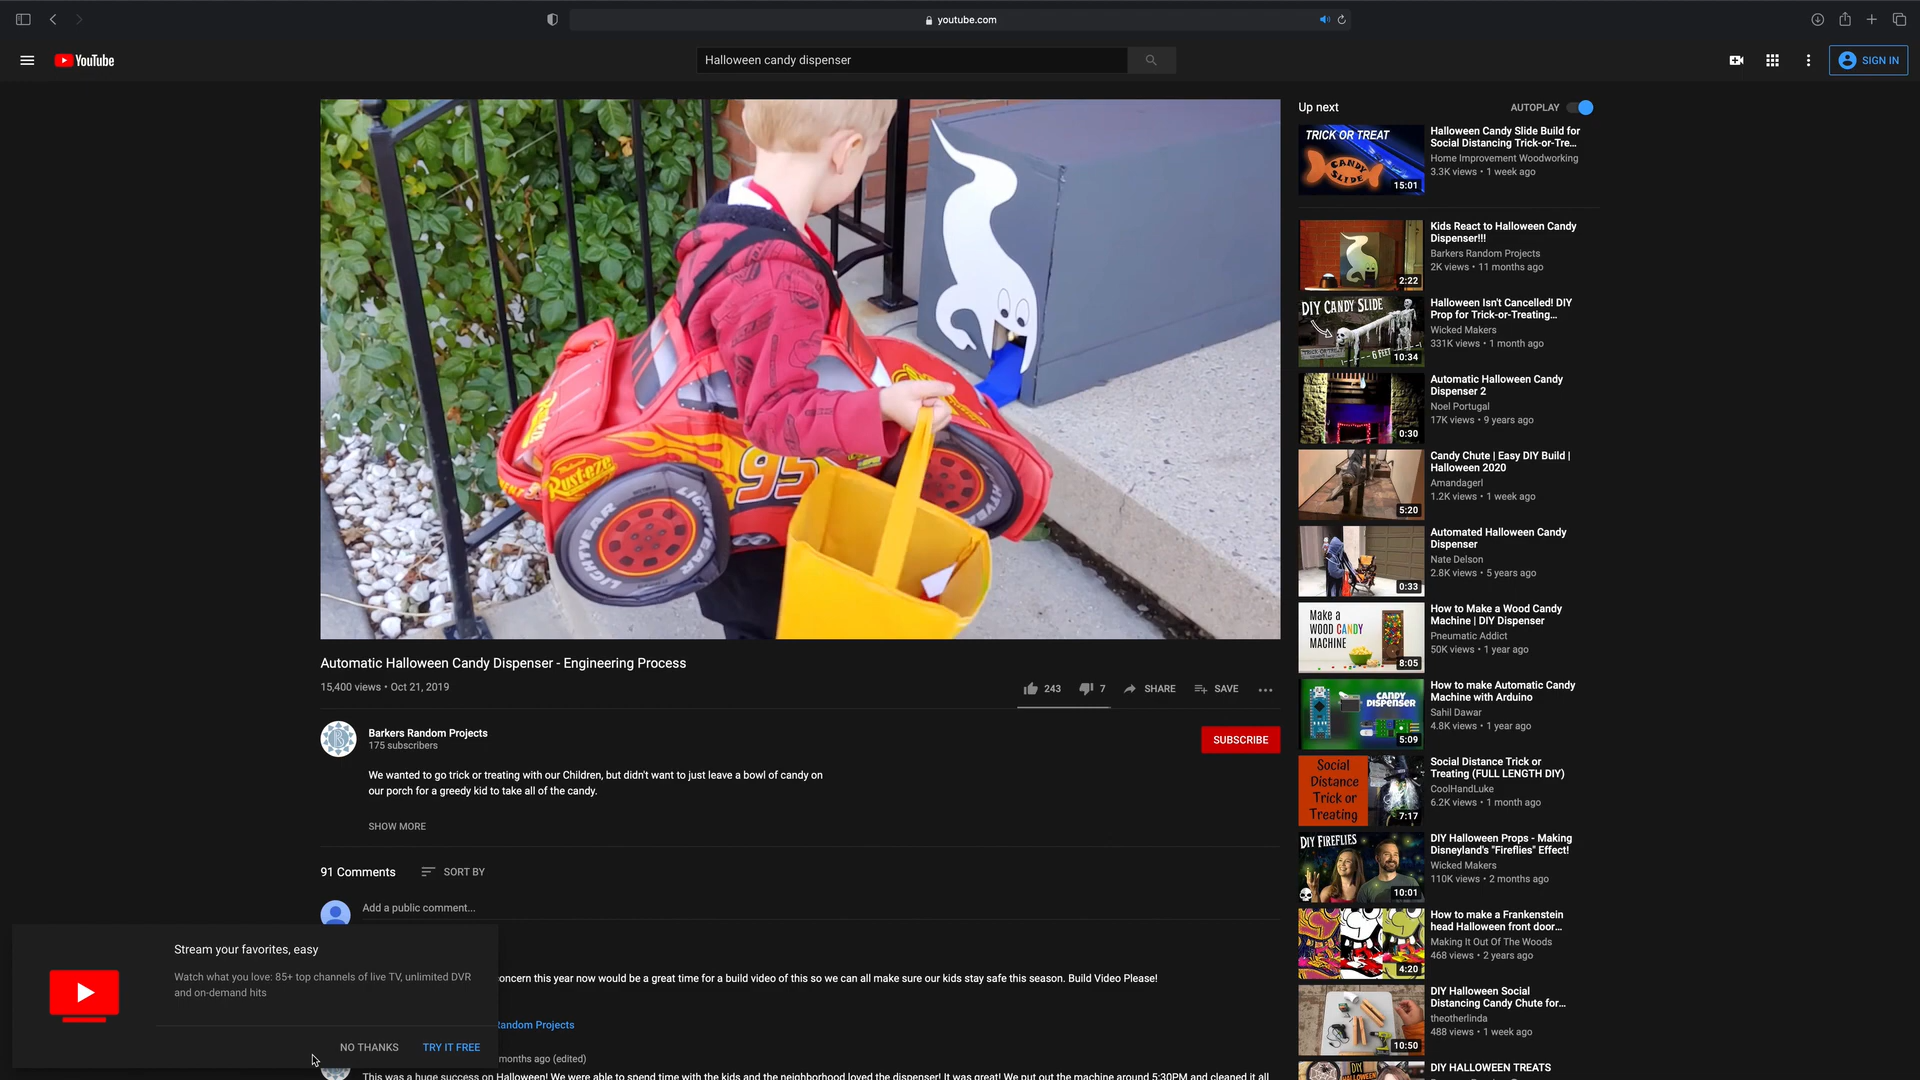 youtube.com
YouTube
Halloween candy dispenser
SIGN IN
Rust-eze
95
LIGHTYEAR
LIGHTYEAR
Automatic Halloween Candy Dispenser - Engineering Process
15,400 views • Oct 21, 2019
243
7
SHARE
SAVE
Barkers Random Projects
175 subscribers
SUBSCRIBE
We wanted to go trick or treating with our Children, but didn't want to just leave a bowl of candy on
our porch for a greedy kid to take all of the candy.
SHOW MORE
91 Comments
SORT BY
Add a public comment...
oncern this year now would be a great time for a build video of this so we can all make sure our kids stay safe this season. Build Video Please!
andom Projects
months ago (edited)
This was a huge success on Halloween! We were able to spend time with the kids and the neighborhood loved the dispenser! It was great! We put out the machine around 5:30PM and cleaned it all
Stream your favorites, easy
Watch what you love: 85+ top channels of live TV, unlimited DVR
and on-demand hits
NO THANKS
TRY IT FREE
Up next
AUTOPLAY
TRICK OR TREAT
CANDY
SLIDE
15:01
Halloween Candy Slide Build for
Social Distancing Trick-or-Tre...
Home Improvement Woodworking
3.3K views • 1 week ago
2:22
Kids React to Halloween Candy
Dispenser!!!
Barkers Random Projects
2K views • 11 months ago
DIY CANDY SLIDE
6 FEET
10:34
Halloween Isn't Cancelled! DIY
Prop for Trick-or-Treating...
Wicked Makers
331K views • 1 month ago
0:30
Automatic Halloween Candy
Dispenser 2
Noel Portugal
17K views • 9 years ago
5:20
Candy Chute | Easy DIY Build |
Halloween 2020
Amandagerl
1.2K views • 1 week ago
0:33
Automated Halloween Candy
Dispenser
Nate Delson
2.8K views • 5 years ago
Make a
WOOD CANDY
MACHINE
8:05
How to Make a Wood Candy
Machine | DIY Dispenser
Pneumatic Addict
50K views • 1 year ago
CANDY
DISPENSER
5:09
How to make Automatic Candy
Machine with Arduino
Sahil Dawar
4.8K views • 1 year ago
Social
Distance
Trick or
Treating
7:17
Social Distance Trick or
Treating (FULL LENGTH DIY)
CoolHandLuke
6.2K views • 1 month ago
DIY FIREFLIES
10:01
DIY Halloween Props - Making
Disneyland's "Fireflies" Effect!
Wicked Makers
110K views • 2 months ago
4:20
How to make a Frankenstein
head Halloween front door...
Making It Out Of The Woods
468 views • 2 years ago
10:50
DIY Halloween Social
Distancing Candy Chute for...
theotherlinda
488 views • 1 week ago
DIY
DIY HALLOWEEN TREATS